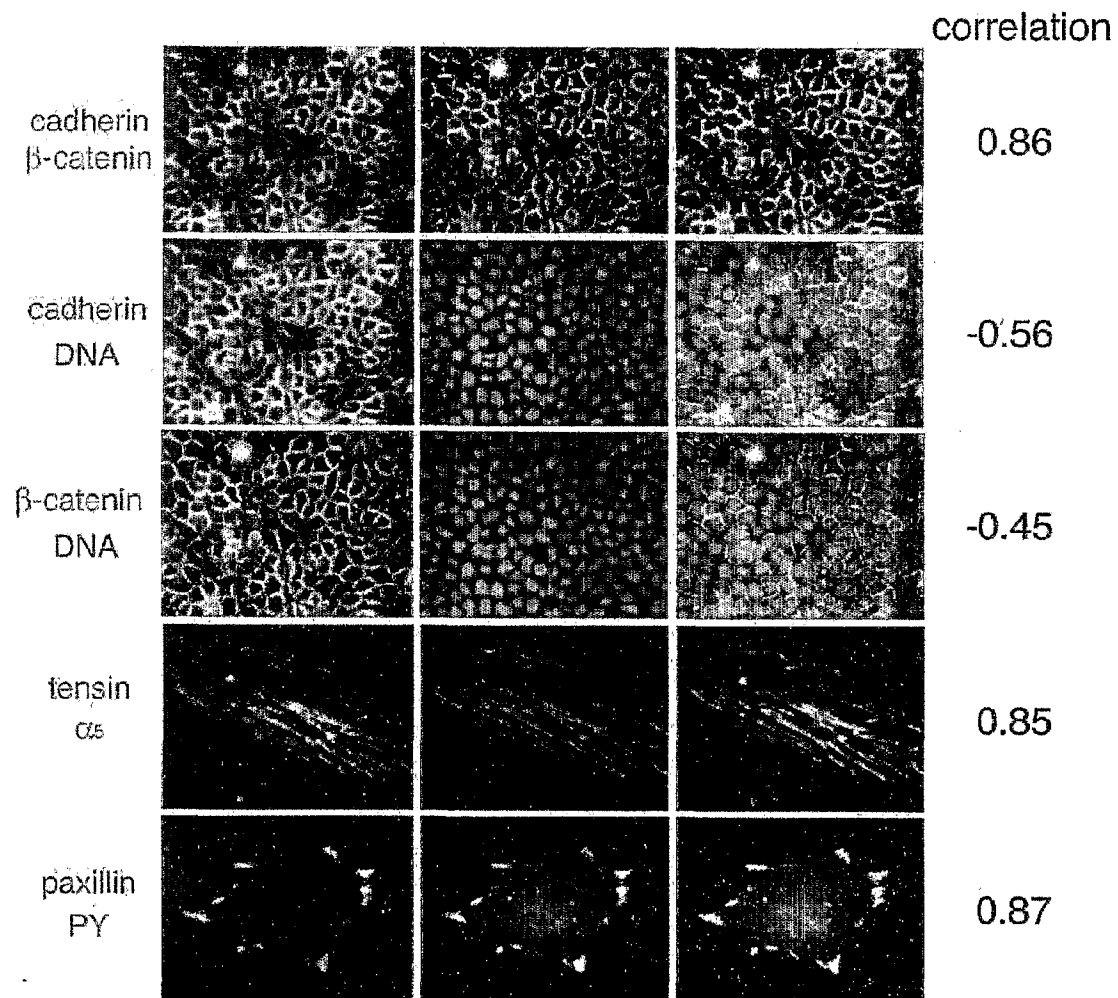 correlation
cadherin
β-catenin
0.86
cadherin
DNA
-0.56
β-catenin
DNA
-0.45
tensin
α5
0.85
paxillin
PY
0.87